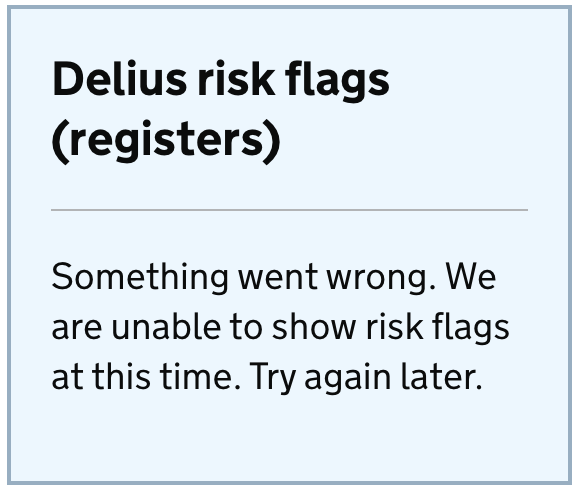 Delius risk flags
(registers)
Something went wrong. We
are unable to show risk flags
at this time. Try again later.